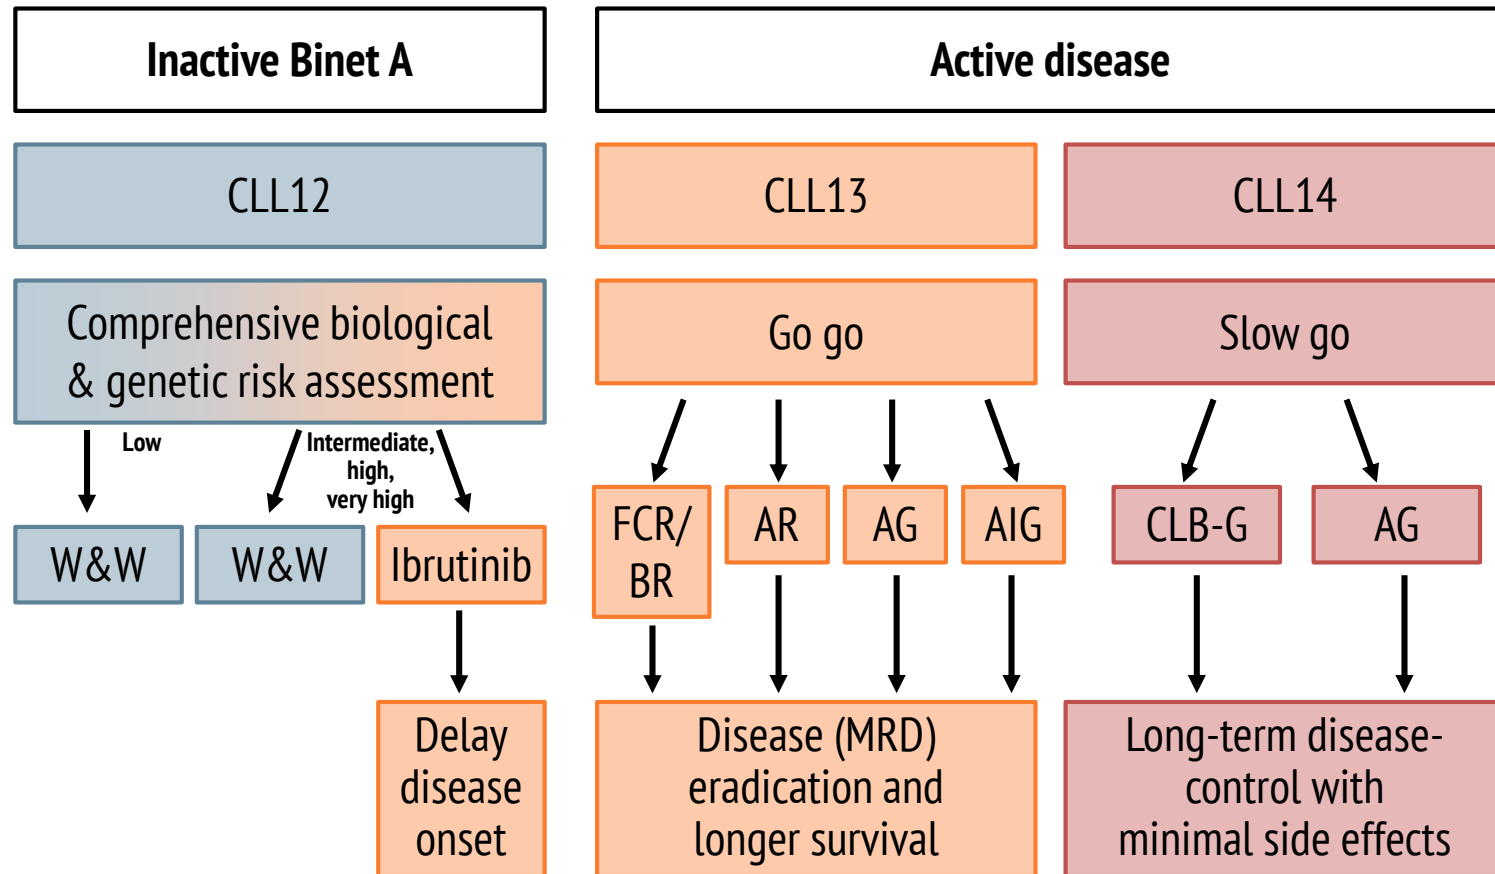 Inactive Binet A
Active disease
CLL12
CLL13
CLL14
Comprehensive biological
& genetic risk assessment
Go go
Slow go
Low
Intermediate,
high,
very high
W&W
W&W
Ibrutinib
FCR/
BR
AR
AG
AIG
CLB-G
AG
Delay
disease
onset
Disease (MRD)
eradication and
longer survival
Long-term disease-
control with
minimal side effects